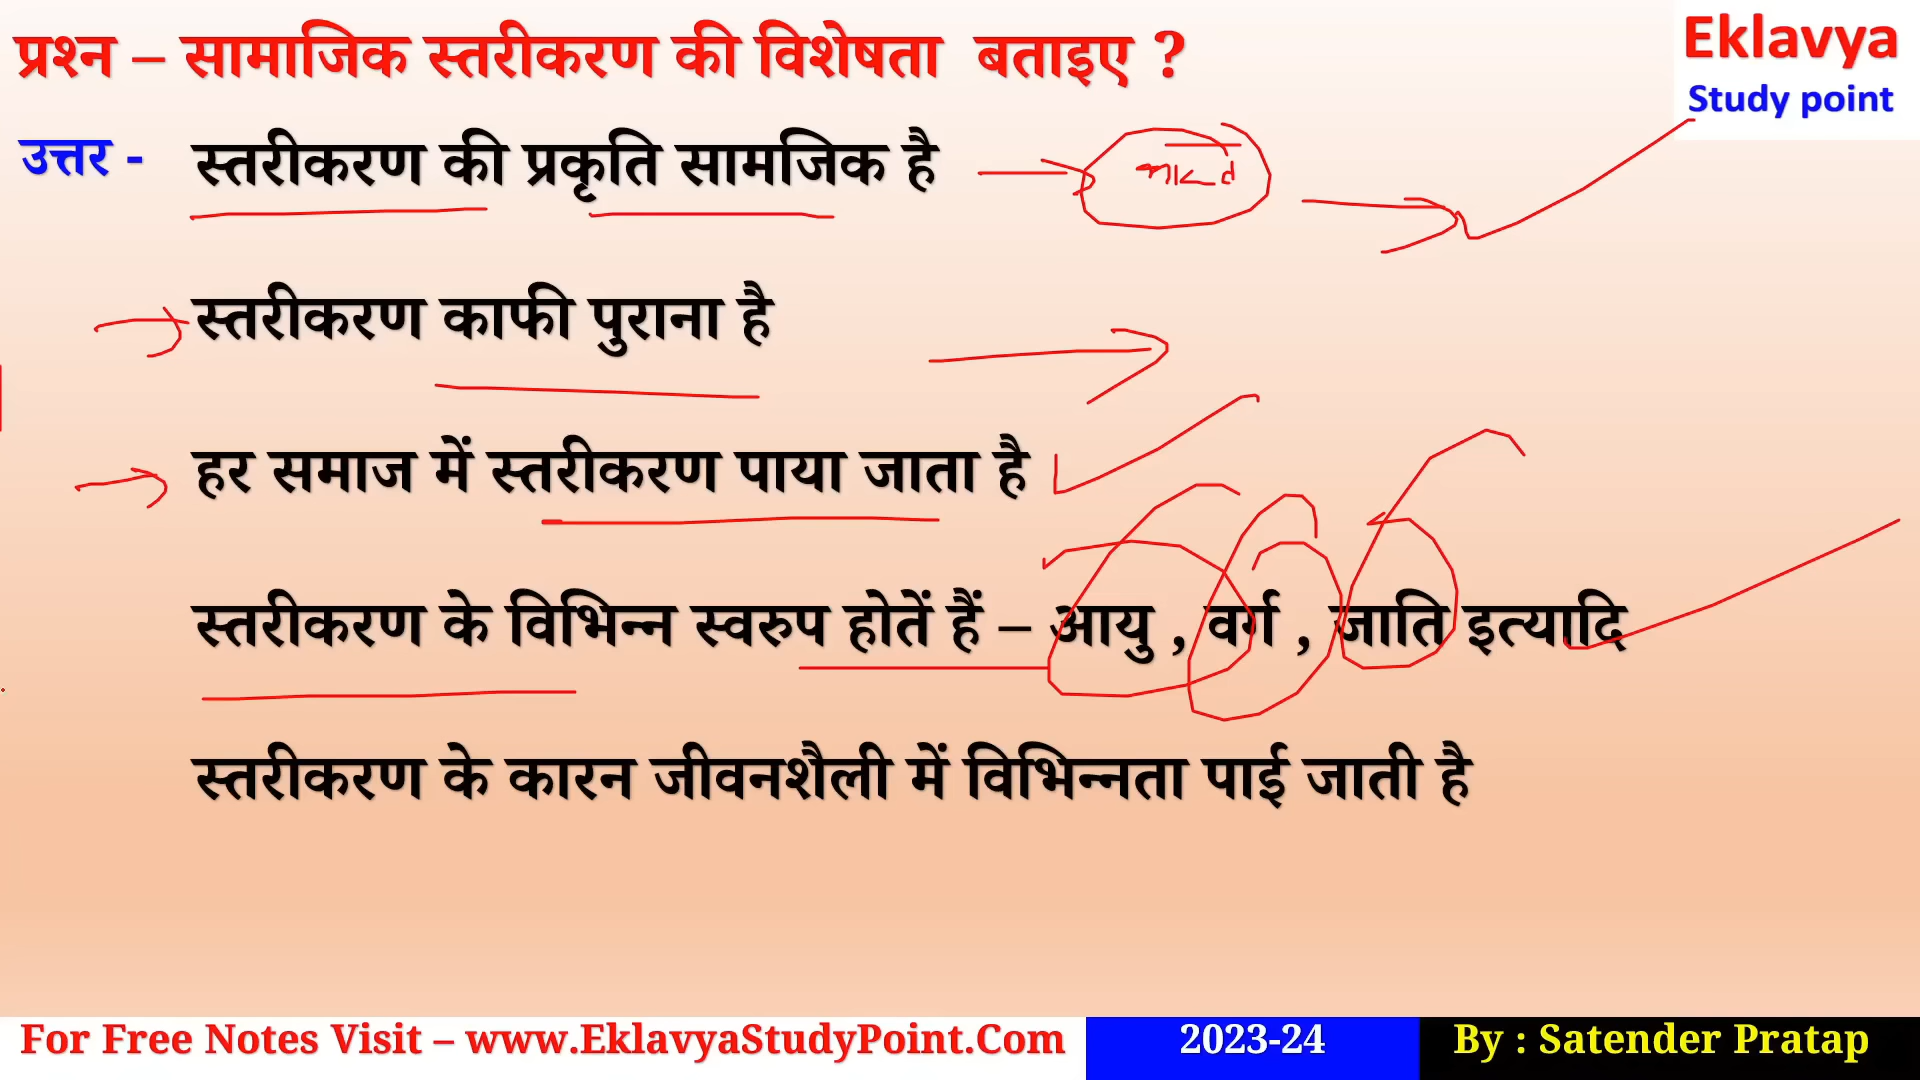 प्रश्न – सामाजिक स्तरीकरण की विशेषता बताइए ?
Eklavya
Study point
उत्तर - स्तरीकरण की प्रकृति सामजिक है
स्तरीकरण काफी पुराना है
हर समाज में स्तरीकरण पाया जाता है
स्तरीकरण के विभिन्न स्वरुप होतें हैं – आयु , वर्ग , जाति इत्यादि
स्तरीकरण के कारन जीवनशैली में विभिन्नता पाई जाती है
For Free Notes Visit – www.EklavyaStudyPoint.Com
2023-24
By : Satender Pratap